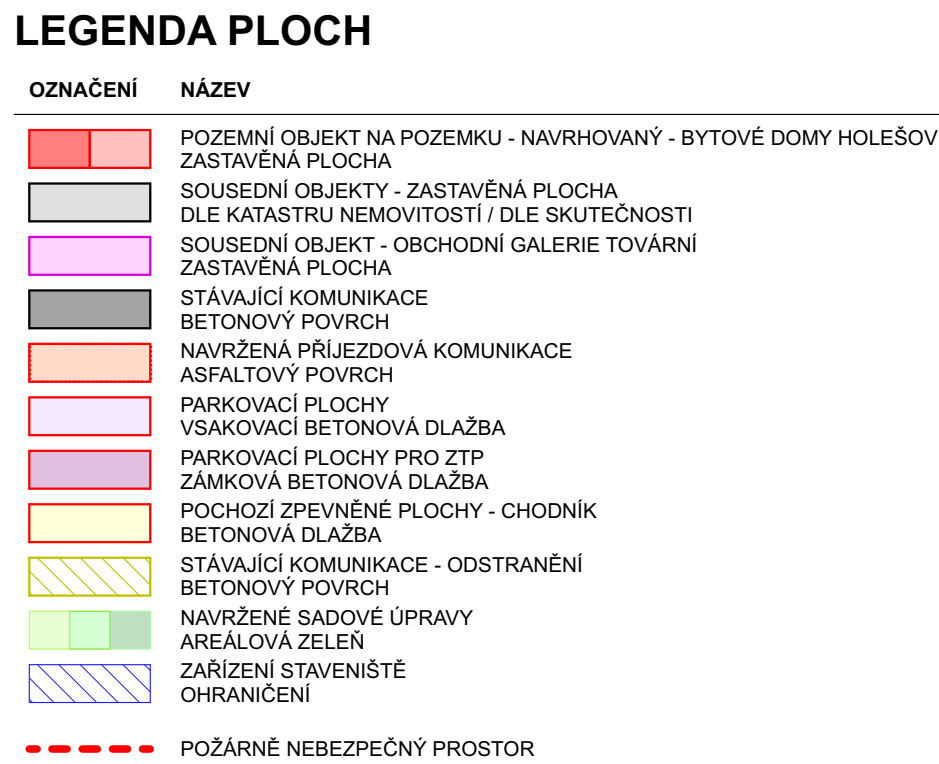 LEGENDA PLOCH
OZNAČENÍ NÁZEV
POZEMNÍ OBJEKT NA POZEMKU - NAVRHOVANÝ - BYTOVÉ DOMY HOLEŠOV
ZASTAVĚNÁ PLOCHA
SOUSEDNÍ OBJEKTY - ZASTAVĚNÁ PLOCHA
DLE KATASTRU NEMOVITOSTÍ / DLE SKUTEČNOSTI
SOUSEDNÍ OBJEKT - OBCHODNÍ GALERIE TOVÁRNÍ
ZASTAVĚNÁ PLOCHA
STÁVAJÍCÍ KOMUNIKACE
BETONOVÝ POVRCH
NAVRŽENÁ PŘÍJEZDOVÁ KOMUNIKACE
ASFALTOVÝ POVRCH
PARKOVACÍ PLOCHY
VSAKOVACÍ BETONOVÁ DLAŽBA
PARKOVACÍ PLOCHY PRO ZTP
ZÁMKOVÁ BETONOVÁ DLAŽBA
POCHOZÍ ZPEVNĚNÉ PLOCHY - CHODNÍK
BETONOVÁ DLAŽBA
STÁVAJÍCÍ KOMUNIKACE - ODSTRANĚNÍ
BETONOVÝ POVRCH
NAVRŽENÉ SADOVÉ ÚPRAVY
AREÁLOVÁ ZELEŇ
ZAŘÍZENÍ STAVENIŠTĚ
OHRANIČENÍ
POŽÁRNĚ NEBEZPEČNÝ PROSTOR